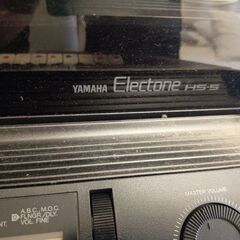 YAMAHA Electone HS-5
A.B.C. M.O.C.
FLNGR./DLY.
VOL. FINE
MASTER VOLUME